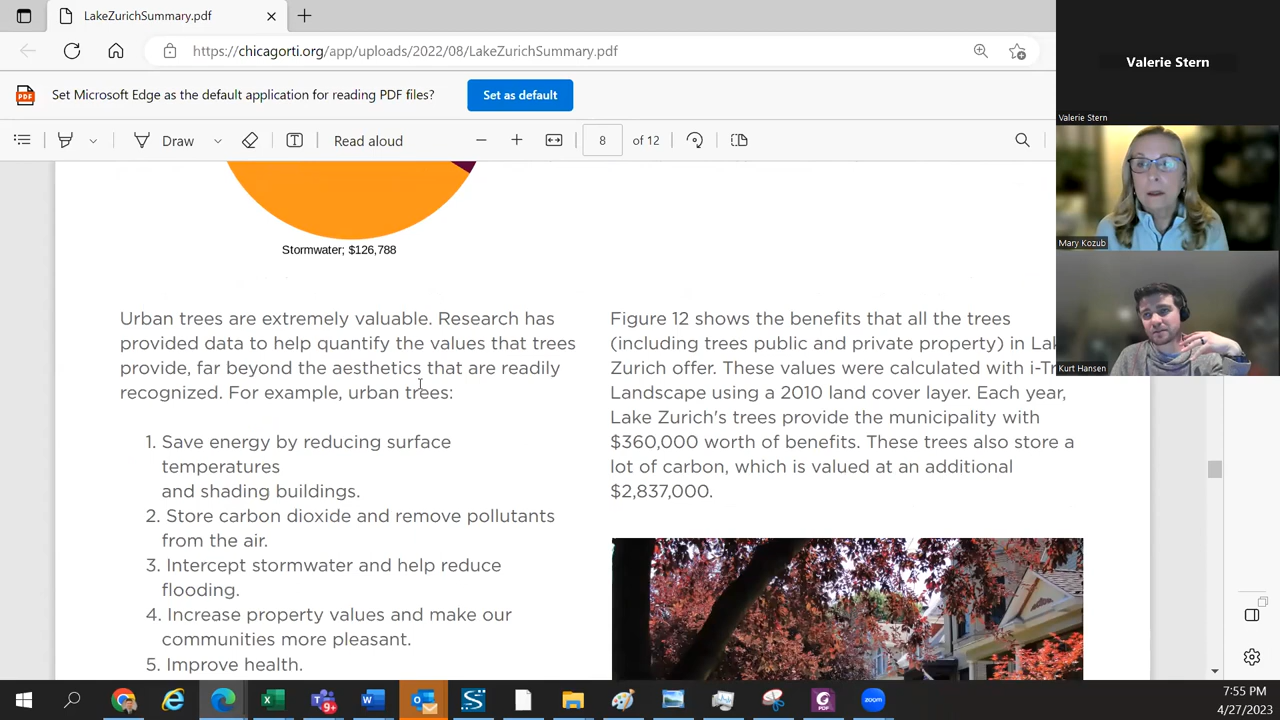 LakeZurichSummary.pdf
https://chicagorti.org/app/uploads/2022/08/LakeZurichSummary.pdf
Set Microsoft Edge as the default application for reading PDF files?
Set as default
Draw
Read aloud
8
of 12
Stormwater; $126,788
Urban trees are extremely valuable. Research has
provided data to help quantify the values that trees
provide, far beyond the aesthetics that are readily
recognized. For example, urban trees:
1. Save energy by reducing surface
temperatures
and shading buildings.
2. Store carbon dioxide and remove pollutants
from the air.
3. Intercept stormwater and help reduce
flooding.
4. Increase property values and make our
communities more pleasant.
5. Improve health.
Figure 12 shows the benefits that all the trees
(including trees public and private property) in Lak
Zurich offer. These values were calculated with i-Tr
Landscape using a 2010 land cover layer. Each year,
Lake Zurich's trees provide the municipality with
$360,000 worth of benefits. These trees also store a
lot of carbon, which is valued at an additional
$2,837,000.
Valerie Stern
Valerie Stern
Mary Kozub
Kurt Hansen
PDF
9+
PDF
zoom
7:55 PM
4/27/2023